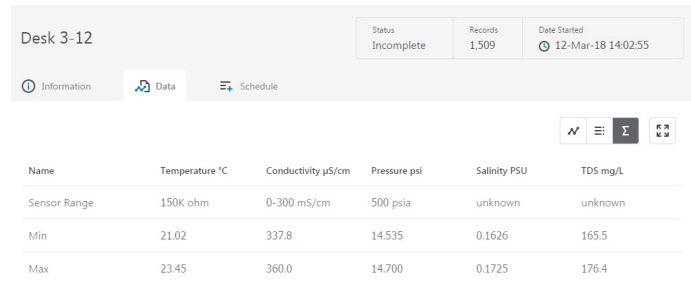 Desk 3-12
Status Records Date Started
Incomplete 1,509 12-Mar-18 14:02:55
Information Data Schedule
Σ
Name Temperature °C Conductivity µS/cm Pressure psi Salinity PSU TDS mg/L
Sensor Range 150K ohm 0-300 mS/cm 500 psia unknown unknown
Min 21.02 337.8 14.535 0.1626 165.5
Max 23.45 360.0 14.700 0.1725 176.4